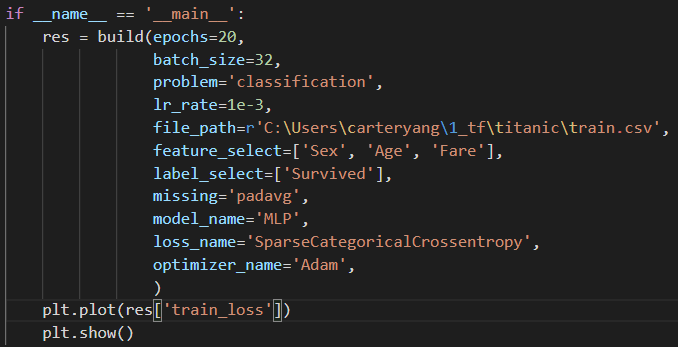 if __name__ == '__main__':
    res = build(epochs=20,
                batch_size=32,
                problem='classification',
                lr_rate=1e-3,
                file_path=r'C:\Users\carteryang\1_tf\titanic\train.csv',
                feature_select=['Sex', 'Age', 'Fare'],
                label_select=['Survived'],
                missing='padavg',
                model_name='MLP',
                loss_name='SparseCategoricalCrossentropy',
                optimizer_name='Adam',
                )
    plt.plot(res['train_loss'])
    plt.show()